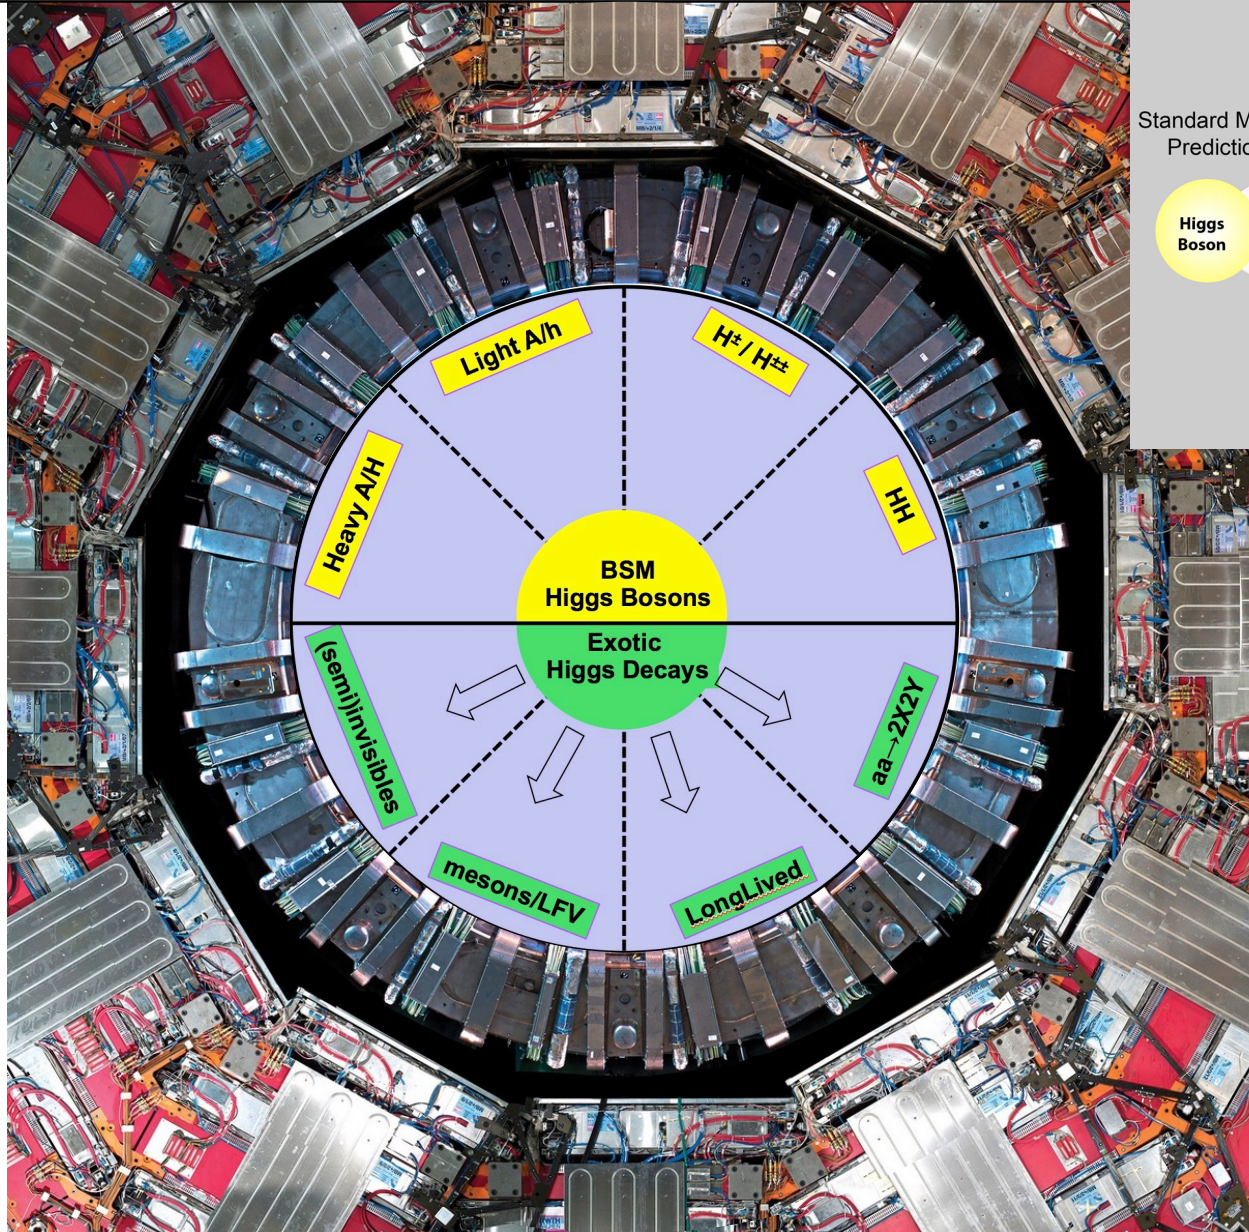 Standard M
Predictio
Higgs
Boson
Light A/h
H±/ H±±
Heavy A/H
HH
BSM
Higgs Bosons
Exotic
Higgs Decays
(semi)invisibles
aa→2X2Y
mesons/LFV
LongLived